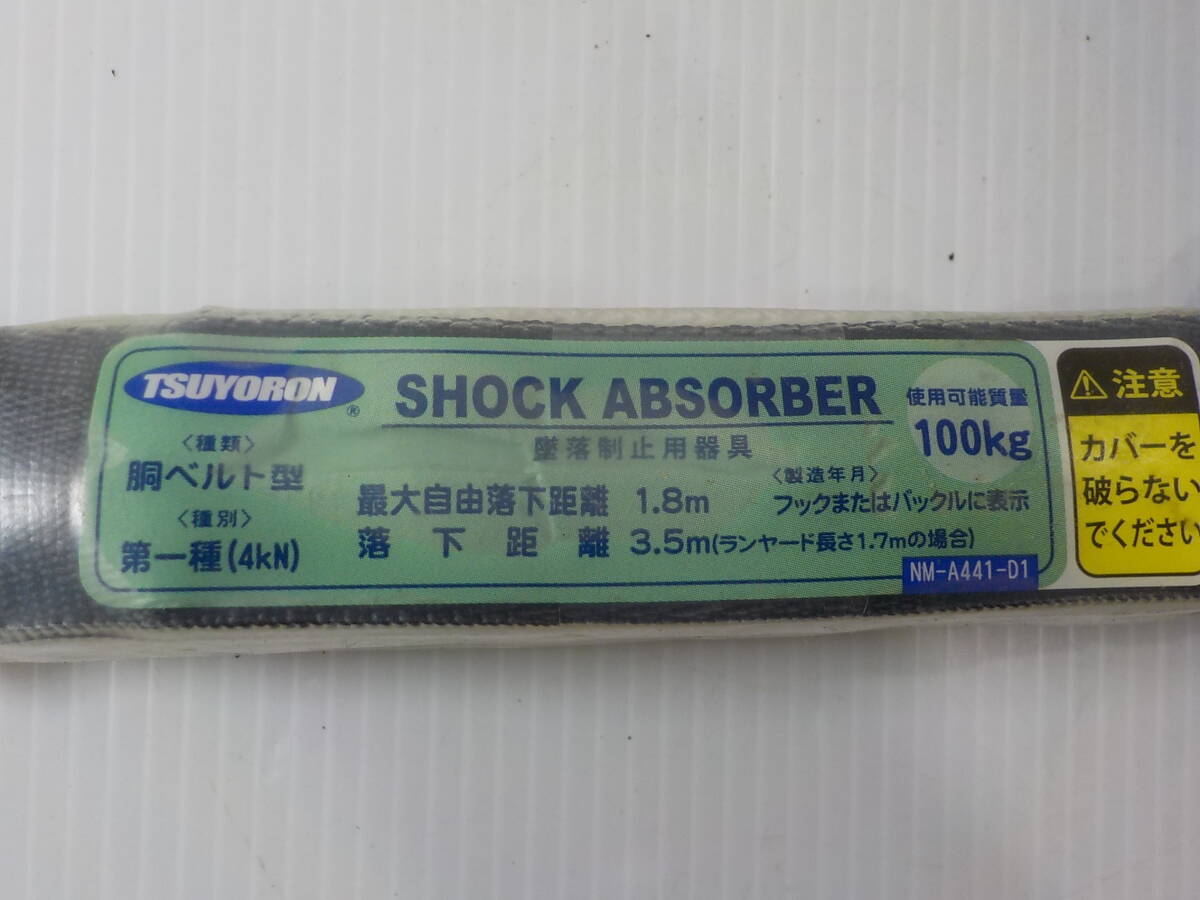 TSUYORON ®
SHOCK ABSORBER
墜落制止用器具
使用可能質量
100kg
〈種類〉
胴ベルト型
〈種別〉
第一種(4kN)
最大自由落下距離 1.8m
落下距離 3.5m(ランヤード長さ1.7mの場合)
〈製造年月〉
フックまたはバックルに表示
NM-A441-D1
⚠注意
カバーを
破らない
でください